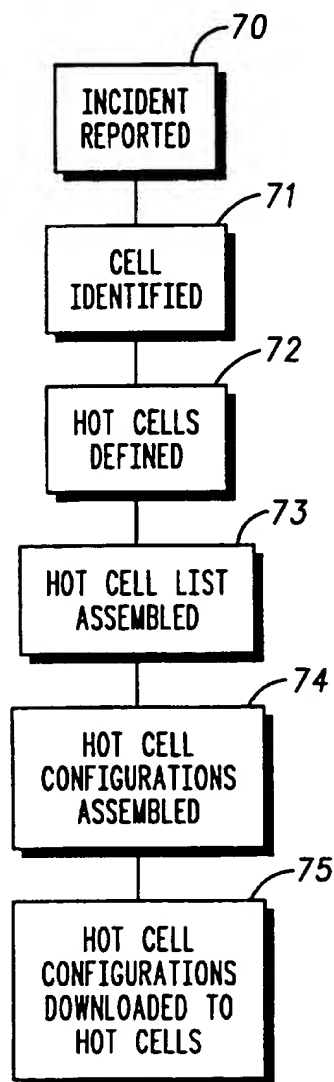 70
INCIDENT
REPORTED
71
CELL
IDENTIFIED
72
HOT CELLS
DEFINED
73
HOT CELL LIST
ASSEMBLED
74
HOT CELL
CONFIGURATIONS
ASSEMBLED
75
HOT CELL
CONFIGURATIONS
DOWNLOADED TO
HOT CELLS